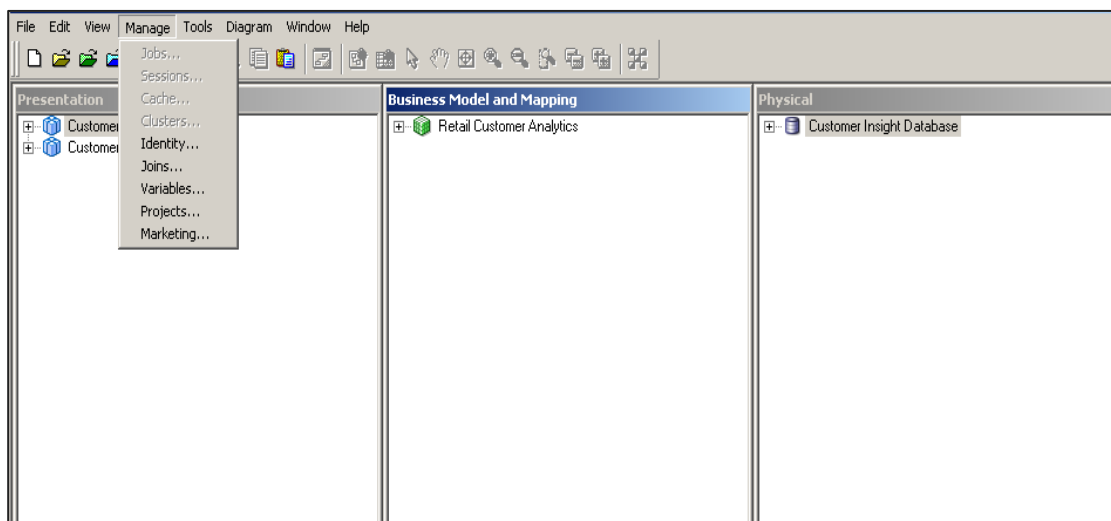 File Edit View Manage Tools Diagram Window Help
Jobs...
Sessions...
Cache...
Clusters...
Identity...
Joins...
Variables...
Projects...
Marketing...
Presentation
Customer
Customer
Business Model and Mapping
Retail Customer Analytics
Physical
Customer Insight Database